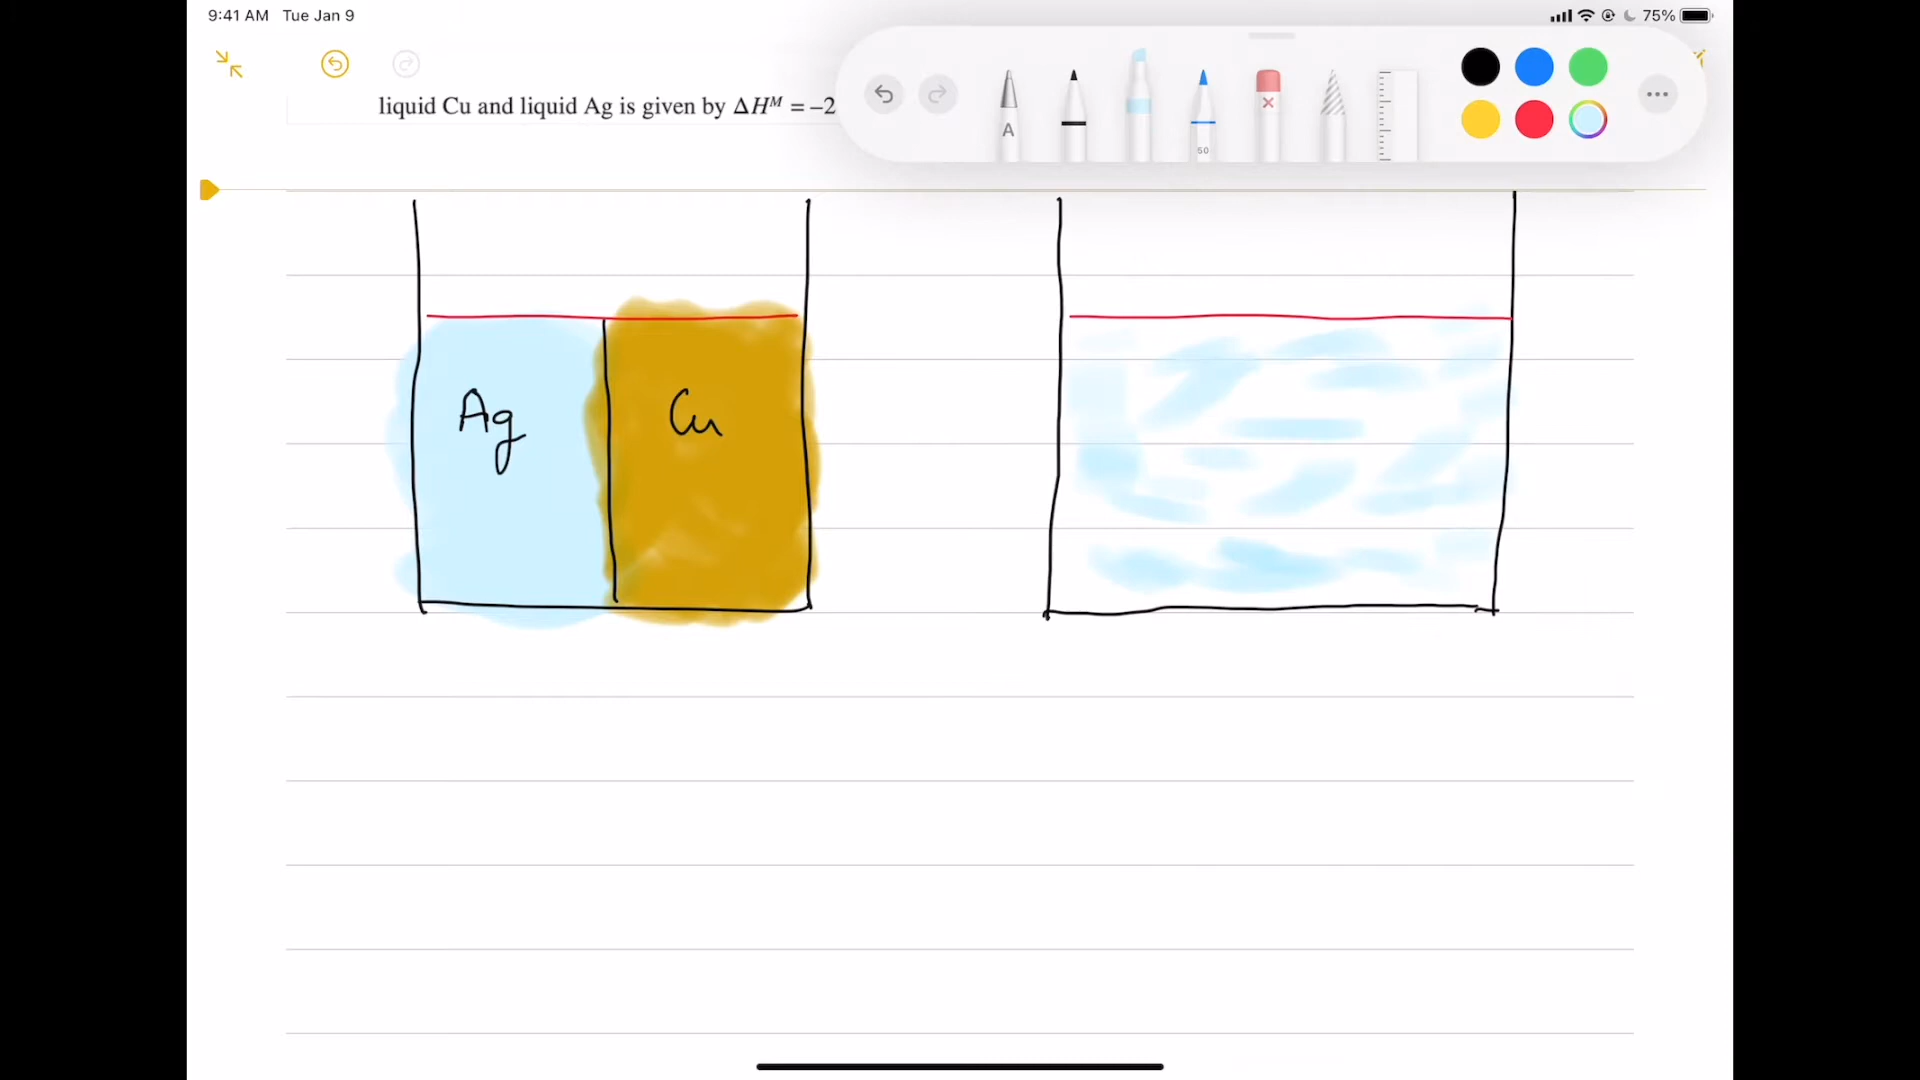 9:41 AM Tue Jan 9
75%
liquid Cu and liquid Ag is given by ΔHᴹ = –2
A
50
Ag
Cu